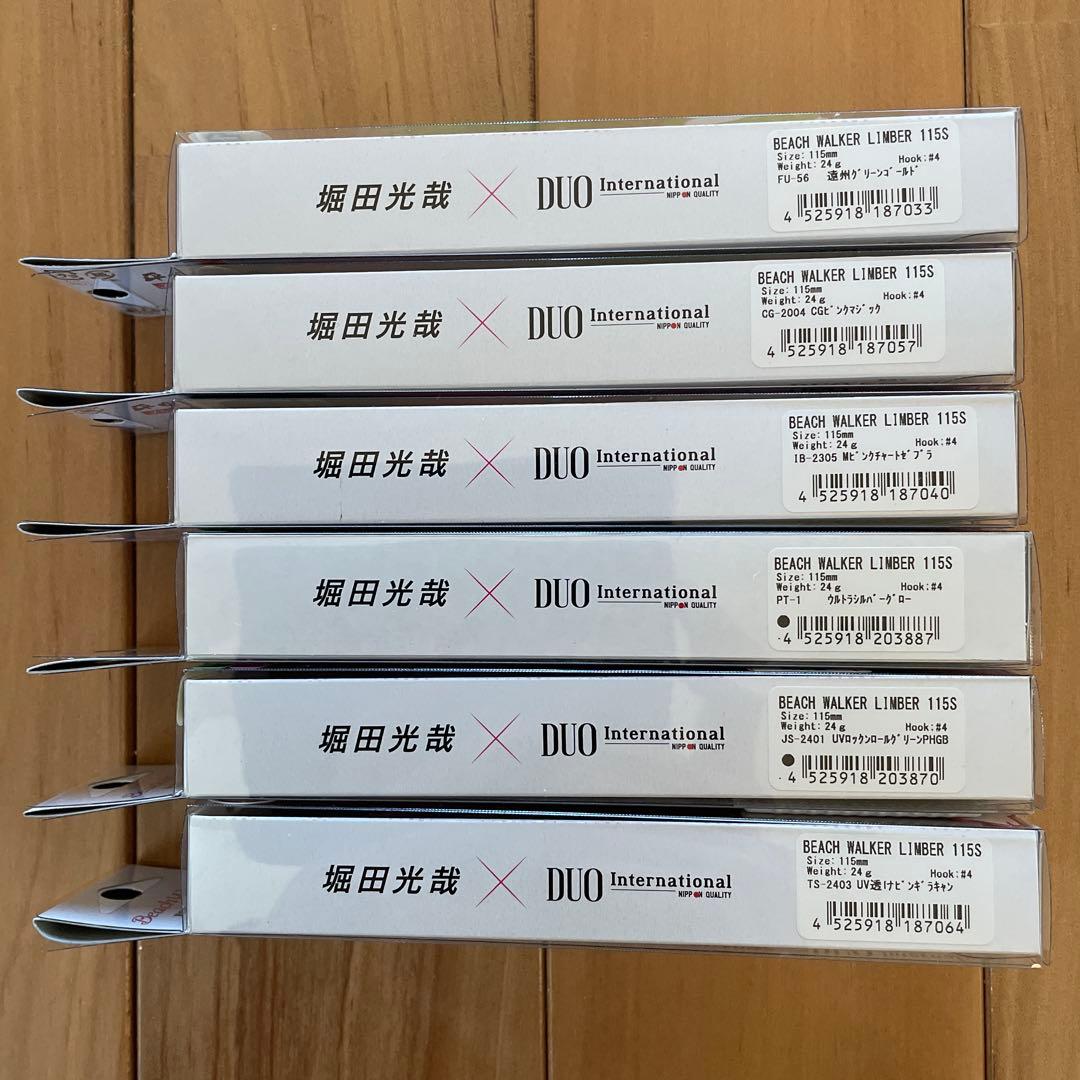 堀田光哉 × DUO International
NIPPON QUALITY
BEACH WALKER LIMBER 115S
Size: 115mm
Weight: 24g Hook:#4
FU-56 遠州ｸﾞﾘｰﾝｺﾞｰﾙﾄﾞ
4 525918 187033
堀田光哉 × DUO International
NIPPON QUALITY
BEACH WALKER LIMBER 115S
Size: 115mm
Weight: 24g Hook:#4
CG-2004 CGﾋﾟﾝｸﾏｼﾞｯｸ
4 525918 187057
堀田光哉 × DUO International
NIPPON QUALITY
BEACH WALKER LIMBER 115S
Size: 115mm
Weight: 24g Hook:#4
IB-2305 Mﾋﾟﾝｸﾁｬｰﾄｾﾞﾌﾞﾗ
4 525918 187040
堀田光哉 × DUO International
NIPPON QUALITY
BEACH WALKER LIMBER 115S
Size: 115mm
Weight: 24g Hook:#4
PT-1 ｳﾙﾄﾗｼﾙﾊﾞｰｸﾞﾛｰ
4 525918 203887
堀田光哉 × DUO International
NIPPON QUALITY
BEACH WALKER LIMBER 115S
Size: 115mm
Weight: 24g Hook:#4
JS-2401 UVﾛｯｸﾝﾛｰﾙｸﾞﾘｰﾝPHGB
4 525918 203870
堀田光哉 × DUO International
NIPPON QUALITY
BEACH WALKER LIMBER 115S
Size: 115mm
Weight: 24g Hook:#4
TS-2403 UV透けﾋﾟﾝｷﾞﾗｷｬﾝ
4 525918 187064